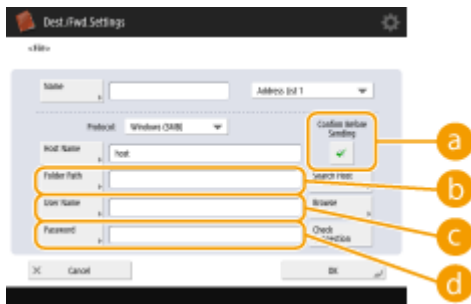 Dest./Fwd. Settings
<File>
Name
Address List 1
Protocol:
Windows (SMB)
Confirm Before
Sending
Host Name
host
a
Folder Path
Search Host
b
User Name
Browse
c
Password
Check
d
Cancel
OK